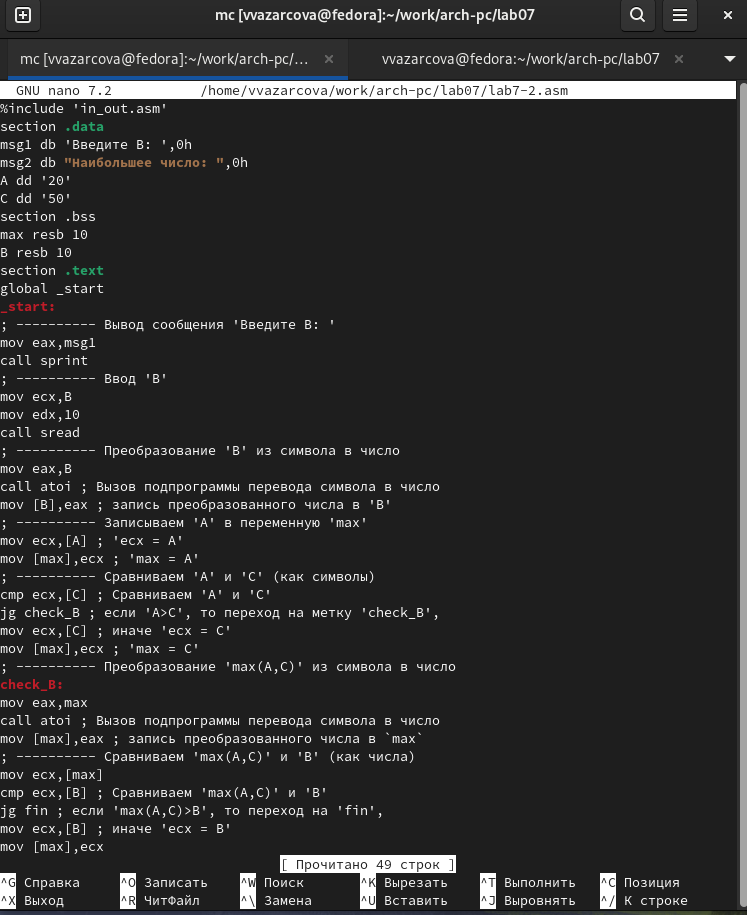 mc [vvazarcova@fedora]:~/work/arch-pc/lab07
mc [vvazarcova@fedora]:~/work/arch-pc/... × vvazarcova@fedora:~/work/arch-pc/lab07 ×
GNU nano 7.2 /home/vvazarcova/work/arch-pc/lab07/lab7-2.asm
%include 'in_out.asm'
section .data
msg1 db 'Введите B: ',0h
msg2 db "Наибольшее число: ",0h
A dd '20'
C dd '50'
section .bss
max resb 10
B resb 10
section .text
global _start
_start:
; ---------- Вывод сообщения 'Введите B: '
mov eax,msg1
call sprint
; ---------- Ввод 'B'
mov ecx,B
mov edx,10
call sread
; ---------- Преобразование 'B' из символа в число
mov eax,B
call atoi ; Вызов подпрограммы перевода символа в число
mov [B],eax ; запись преобразованного числа в 'B'
; ---------- Записываем 'A' в переменную 'max'
mov ecx,[A] ; 'ecx = A'
mov [max],ecx ; 'max = A'
; ---------- Сравниваем 'A' и 'С' (как символы)
cmp ecx,[C] ; Сравниваем 'A' и 'С'
jg check_B ; если 'A>C', то переход на метку 'check_B',
mov ecx,[C] ; иначе 'ecx = C'
mov [max],ecx ; 'max = C'
; ---------- Преобразование 'max(A,C)' из символа в число
check_B:
mov eax,max
call atoi ; Вызов подпрограммы перевода символа в число
mov [max],eax ; запись преобразованного числа в `max`
; ---------- Сравниваем 'max(A,C)' и 'B' (как числа)
mov ecx,[max]
cmp ecx,[B] ; Сравниваем 'max(A,C)' и 'B'
jg fin ; если 'max(A,C)>B', то переход на 'fin',
mov ecx,[B] ; иначе 'ecx = B'
mov [max],ecx
[ Прочитано 49 строк ]
^G Справка ^O Записать ^W Поиск ^K Вырезать ^T Выполнить ^C Позиция
^X Выход ^R ЧитФайл ^\ Замена ^U Вставить ^J Выровнять ^/ К строке